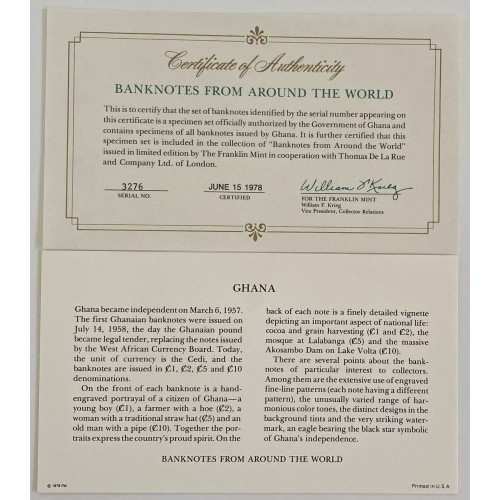 Certificate of Authenticity
BANKNOTES FROM AROUND THE WORLD
This is to certify that the set of banknotes identified by the serial number appearing on
this certificate is a specimen set officially authorized by the Government of Ghana and
contains specimens of all banknotes issued by Ghana. It is further certified that this
specimen set is included in the collection of "Banknotes from Around the World"
issued in limited edition by The Franklin Mint in cooperation with Thomas De La Rue
and Company Ltd. of London.
3276
SERIAL NO.
JUNE 15 1978
CERTIFIED
William F. Krieg
FOR THE FRANKLIN MINT
William F. Krieg
Vice President, Collector Relations
GHANA
Ghana became independent on March 6, 1957.
The first Ghanaian banknotes were issued on
July 14, 1958, the day the Ghanaian pound
became legal tender, replacing the notes issued
by the West African Currency Board. Today,
the unit of currency is the Cedi, and the
banknotes are issued in ₵1, ₵2, ₵5 and ₵10
denominations.
On the front of each banknote is a hand-
engraved portrayal of a citizen of Ghana—a
young boy (₵1), a farmer with a hoe (₵2), a
woman with a traditional straw hat (₵5) and an
old man with a pipe (₵10). Together the por-
traits express the country's proud spirit. On the
back of each note is a finely detailed vignette
depicting an important aspect of national life:
cocoa and grain harvesting (₵1 and ₵2), the
mosque at Lalabanga (₵5) and the massive
Akosambo Dam on Lake Volta (₵10).
There are several points about the bank-
notes of particular interest to collectors.
Among them are the extensive use of engraved
fine-line patterns (each note having a different
pattern), the unusually varied range of har-
monious color tones, the distinct designs in the
background tints and the very striking water-
mark, an eagle bearing the black star symbolic
of Ghana's independence.
BANKNOTES FROM AROUND THE WORLD
© 1978 FM
Printed in U.S.A.